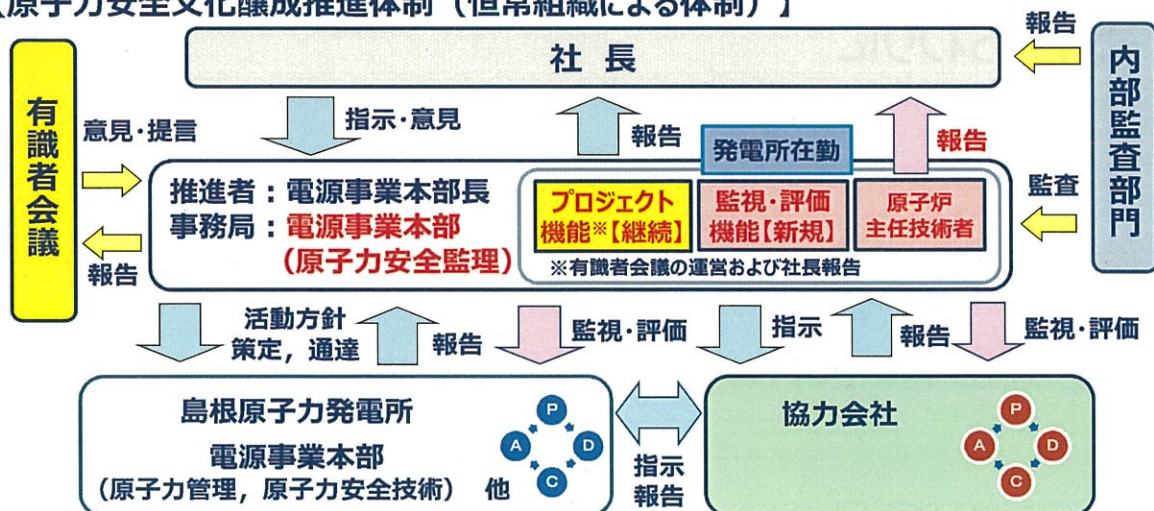 【原子力安全文化醸成推進体制（恒常組織による体制）】
報告
社 長
内部監査部門
有識者会議
意見・提言
指示・意見
報告
発電所在勤
報告
推進者：電源事業本部長
事務局：電源事業本部
（原子力安全監理）
プロジェクト
機能※【継続】
監視・評価
機能【新規】
原子炉
主任技術者
※有識者会議の運営および社長報告
監査
報告
活動方針
策定，通達
報告
監視・評価
指示
報告
監視・評価
島根原子力発電所
電源事業本部
（原子力管理，原子力安全技術） 他
P
A
D
C
指示
報告
協力会社
P
A
D
C